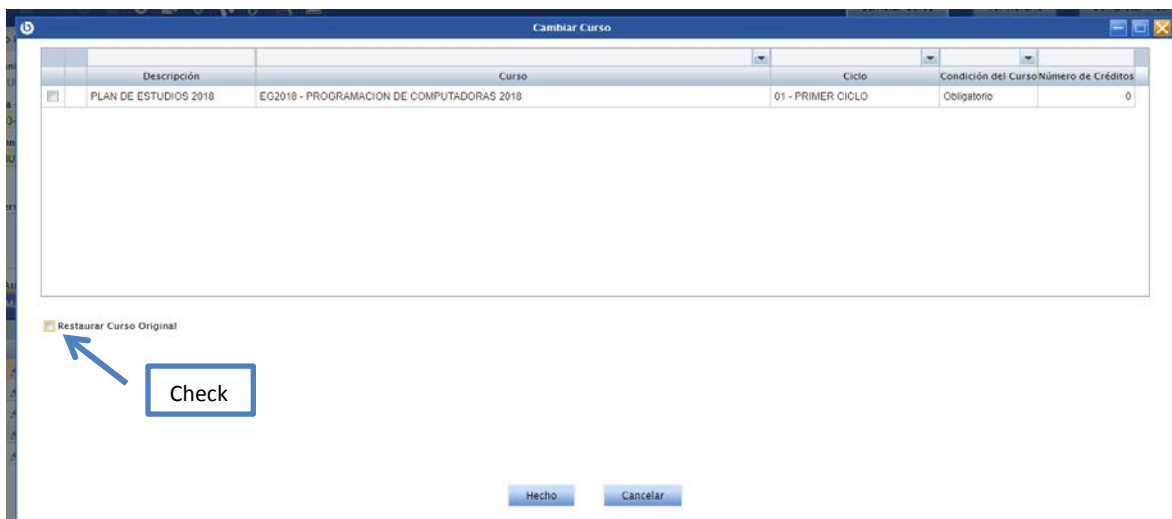 Cambiar Curso
Descripción Curso Ciclo Condición del Curso Número de Créditos
PLAN DE ESTUDIOS 2018 EG2018 - PROGRAMACION DE COMPUTADORAS 2018 01 - PRIMER CICLO Obligatorio 0
Restaurar Curso Original
Check
Hecho Cancelar